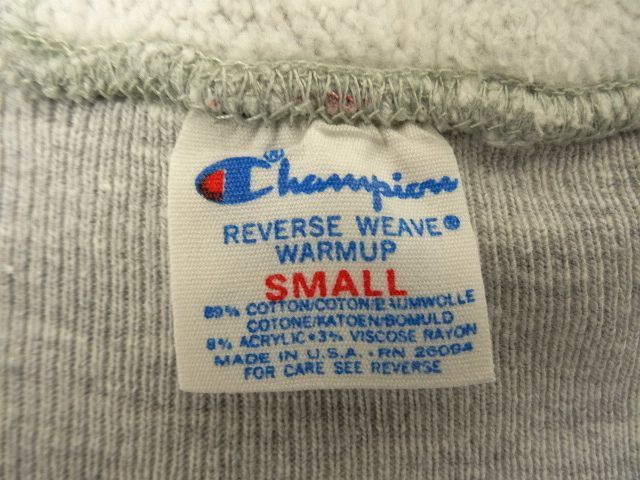 Champion®
REVERSE WEAVE®
WARMUP
SMALL
89% COTTON/COTON/BAUMWOLLE
COTONE/KATOEN/BOMULD
8% ACRYLIC • 3% VISCOSE RAYON
MADE IN U.S.A. • RN 26094
FOR CARE SEE REVERSE